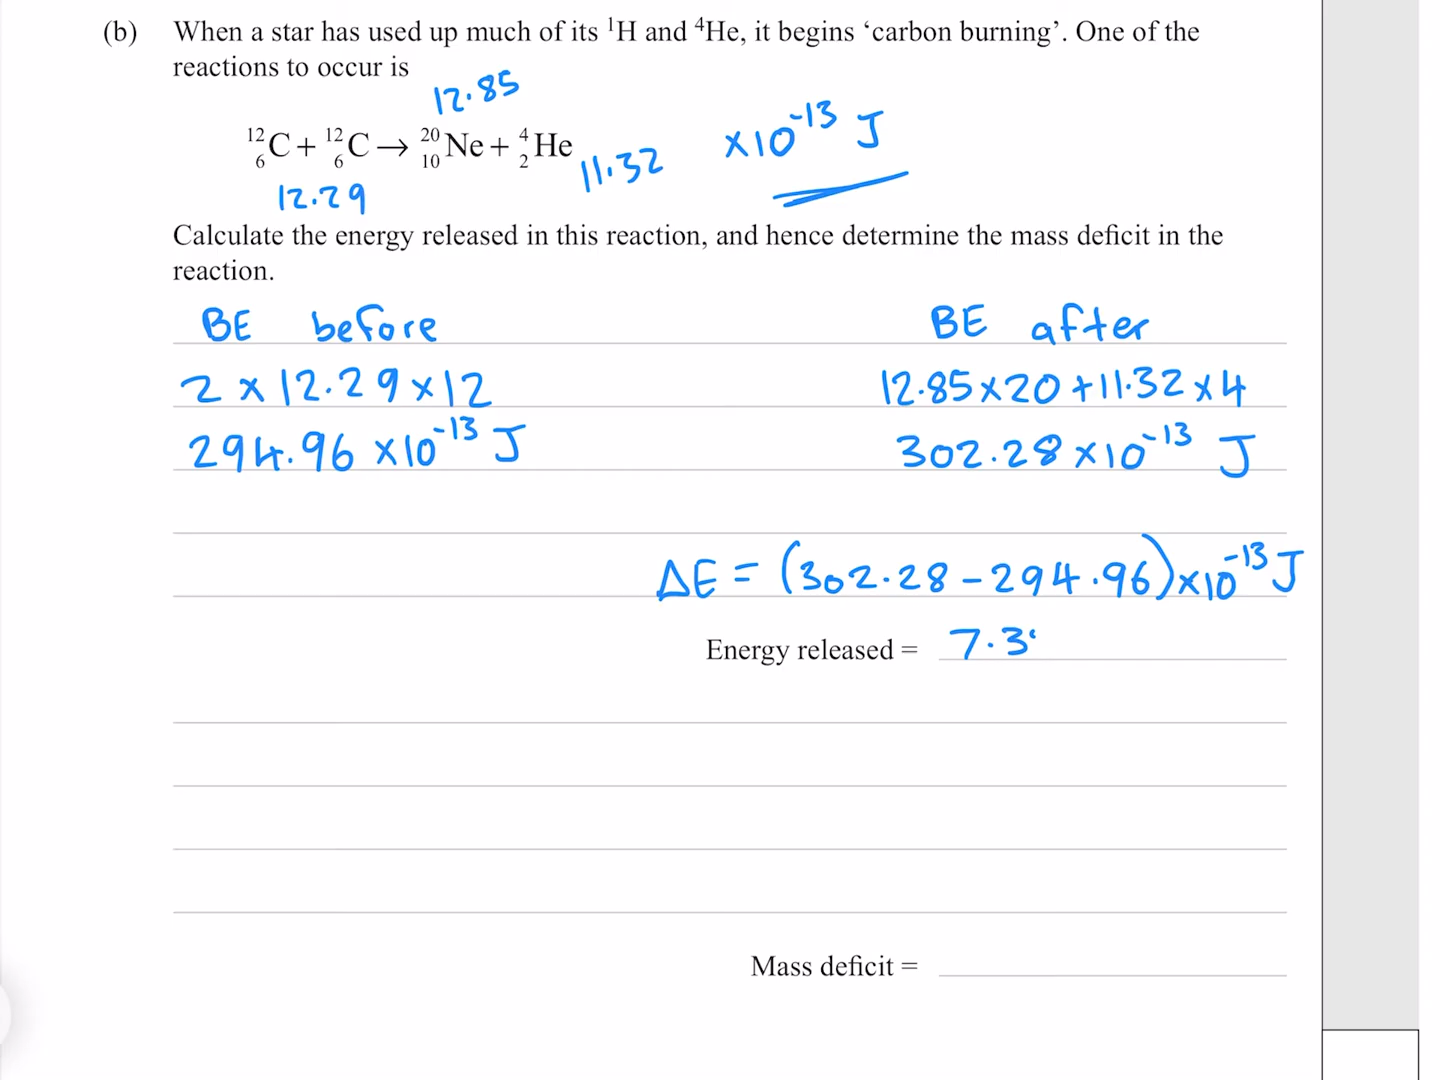 (b) When a star has used up much of its ¹H and ⁴He, it begins ‘carbon burning’. One of the
reactions to occur is
12.85
¹²₆C + ¹²₆C → ²⁰₁₀Ne + ⁴₂He
11.32
×10⁻¹³ J
12.29
Calculate the energy released in this reaction, and hence determine the mass deficit in the
reaction.
BE before
BE after
2 × 12.29 × 12
12.85 × 20 + 11.32 × 4
294.96 × 10⁻¹³ J
302.28 × 10⁻¹³ J
ΔE = (302.28 − 294.96) × 10⁻¹³ J
Energy released = 7.3
Mass deficit =